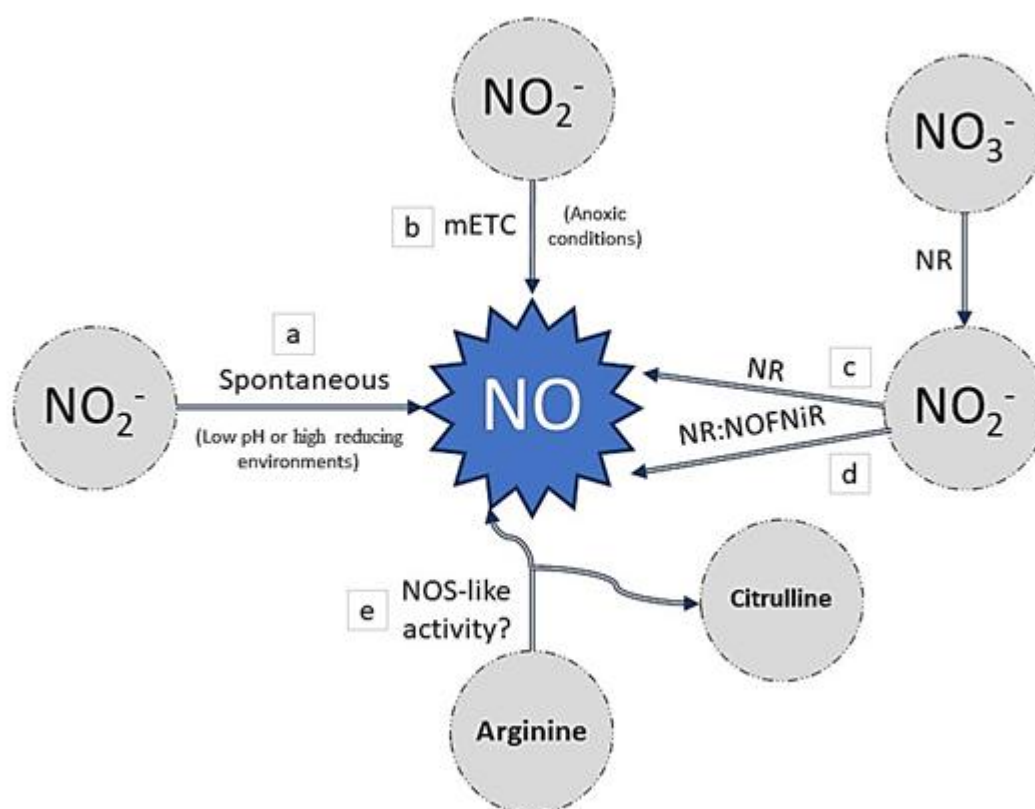 NO₂⁻
NO₃⁻
b mETC
(Anoxic
conditions)
NR
a
Spontaneous
(Low pH or high reducing
environments)
NO₂⁻
NO
NR
c
NR:NOFNiR
d
NO₂⁻
e
NOS-like
activity?
Citrulline
Arginine